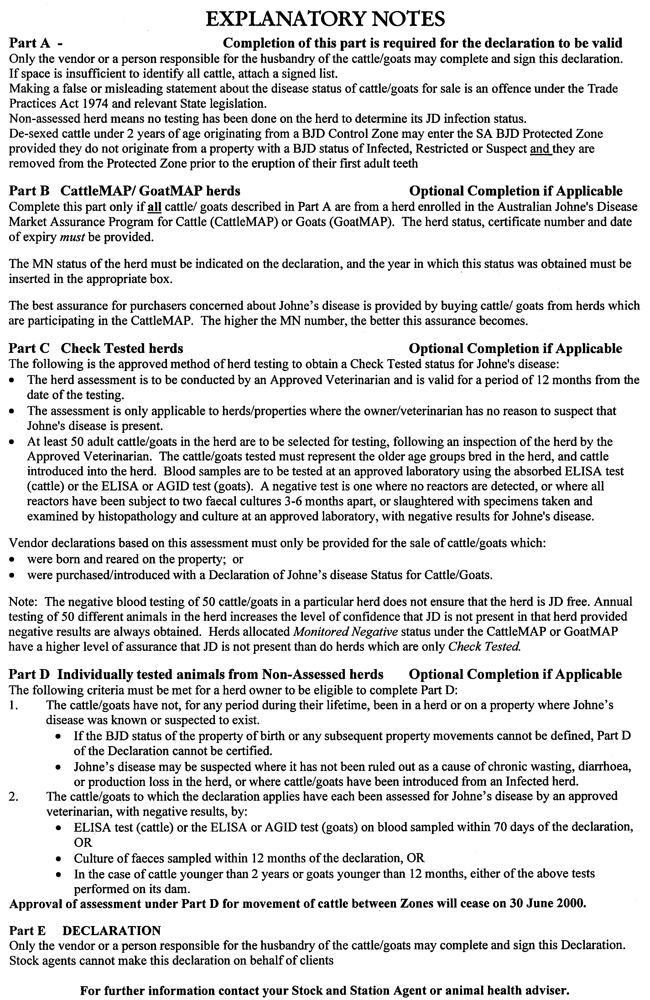 EXPLANATORY NOTES
Part A - Completion of this part is required for the declaration to be valid
Only the vendor or a person responsible for the husbandry of the cattle/goats may complete and sign this declaration.
If space is insufficient to identify all cattle, attach a signed list.
Making a false or misleading statement about the disease status of cattle/goats for sale is an offence under the Trade
Practices Act 1974 and relevant State legislation.
Non-assessed herd means no testing has been done on the herd to determine its JD infection status.
De-sexed cattle under 2 years of age originating from a BJD Control Zone may enter the SA BJD Protected Zone
provided they do not originate from a property with a BJD status of Infected, Restricted or Suspect and they are
removed from the Protected Zone prior to the eruption of their first adult teeth
Part B CattleMAP/ GoatMAP herds Optional Completion if Applicable
Complete this part only if all cattle/ goats described in Part A are from a herd enrolled in the Australian Johne's Disease
Market Assurance Program for Cattle (CattleMAP) or Goats (GoatMAP). The herd status, certificate number and date
of expiry must be provided.
The MN status of the herd must be indicated on the declaration, and the year in which this status was obtained must be
inserted in the appropriate box.
The best assurance for purchasers concerned about Johne's disease is provided by buying cattle/ goats from herds which
are participating in the CattleMAP. The higher the MN number, the better this assurance becomes.
Part C Check Tested herds Optional Completion if Applicable
The following is the approved method of herd testing to obtain a Check Tested status for Johne's disease:
• The herd assessment is to be conducted by an Approved Veterinarian and is valid for a period of 12 months from the
date of the testing.
• The assessment is only applicable to herds/properties where the owner/veterinarian has no reason to suspect that
Johne's disease is present.
• At least 50 adult cattle/goats in the herd are to be selected for testing, following an inspection of the herd by the
Approved Veterinarian. The cattle/goats tested must represent the older age groups bred in the herd, and cattle
introduced into the herd. Blood samples are to be tested at an approved laboratory using the absorbed ELISA test
(cattle) or the ELISA or AGID test (goats). A negative test is one where no reactors are detected, or where all
reactors have been subject to two faecal cultures 3-6 months apart, or slaughtered with specimens taken and
examined by histopathology and culture at an approved laboratory, with negative results for Johne's disease.
Vendor declarations based on this assessment must only be provided for the sale of cattle/goats which:
• were born and reared on the property; or
• were purchased/introduced with a Declaration of Johne's disease Status for Cattle/Goats.
Note: The negative blood testing of 50 cattle/goats in a particular herd does not ensure that the herd is JD free. Annual
testing of 50 different animals in the herd increases the level of confidence that JD is not present in that herd provided
negative results are always obtained. Herds allocated Monitored Negative status under the CattleMAP or GoatMAP
have a higher level of assurance that JD is not present than do herds which are only Check Tested.
Part D Individually tested animals from Non-Assessed herds Optional Completion if Applicable
The following criteria must be met for a herd owner to be eligible to complete Part D:
1. The cattle/goats have not, for any period during their lifetime, been in a herd or on a property where Johne's
disease was known or suspected to exist.
• If the BJD status of the property of birth or any subsequent property movements cannot be defined, Part D
of the Declaration cannot be certified.
• Johne's disease may be suspected where it has not been ruled out as a cause of chronic wasting, diarrhoea,
or production loss in the herd, or where cattle/goats have been introduced from an Infected herd.
2. The cattle/goats to which the declaration applies have each been assessed for Johne's disease by an approved
veterinarian, with negative results, by:
• ELISA test (cattle) or the ELISA or AGID test (goats) on blood sampled within 70 days of the declaration,
OR
• Culture of faeces sampled within 12 months of the declaration, OR
• In the case of cattle younger than 2 years or goats younger than 12 months, either of the above tests
performed on its dam.
Approval of assessment under Part D for movement of cattle between Zones will cease on 30 June 2000.
Part E DECLARATION
Only the vendor or a person responsible for the husbandry of the cattle/goats may complete and sign this Declaration.
Stock agents cannot make this declaration on behalf of clients
For further information contact your Stock and Station Agent or animal health adviser.